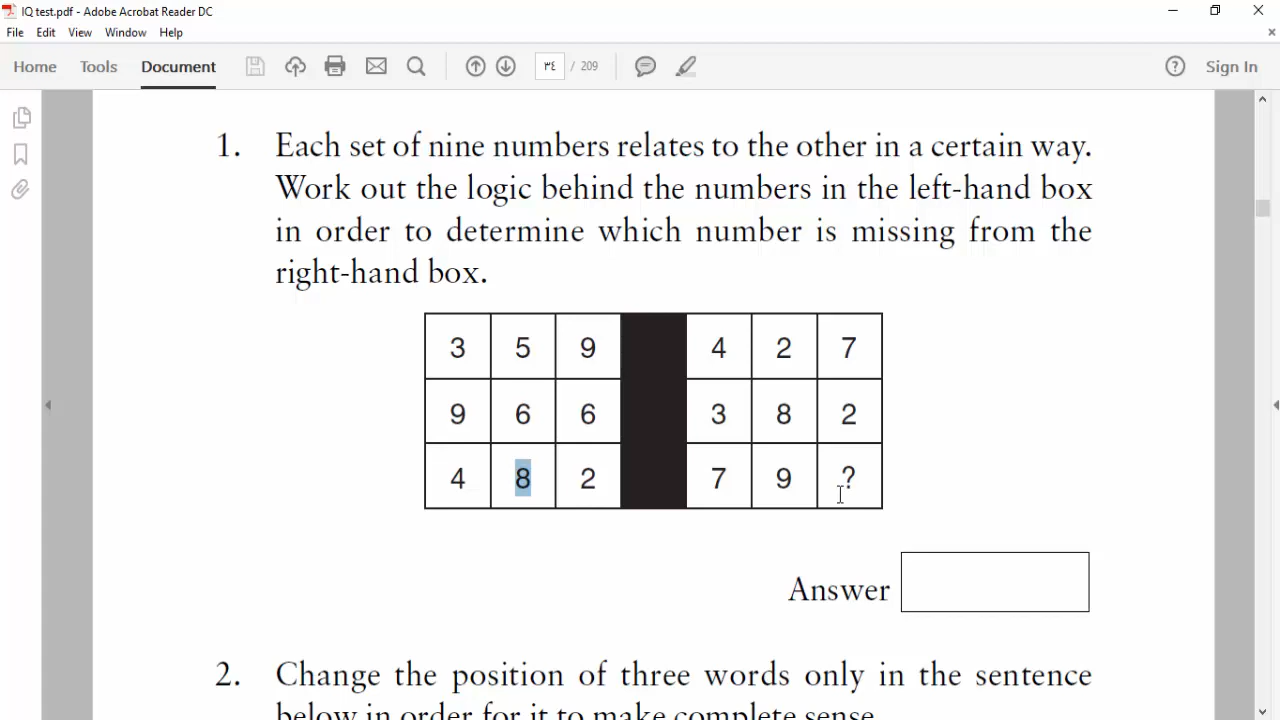 IQ test.pdf - Adobe Acrobat Reader DC
File Edit View Window Help
Home Tools Document ٣٤ / 209 Sign In
1. Each set of nine numbers relates to the other in a certain way.
Work out the logic behind the numbers in the left-hand box
in order to determine which number is missing from the
right-hand box.
3 5 9 4 2 7
9 6 6 3 8 2
4 8 2 7 9 ?
Answer
2. Change the position of three words only in the sentence
below in order for it to make complete sense.